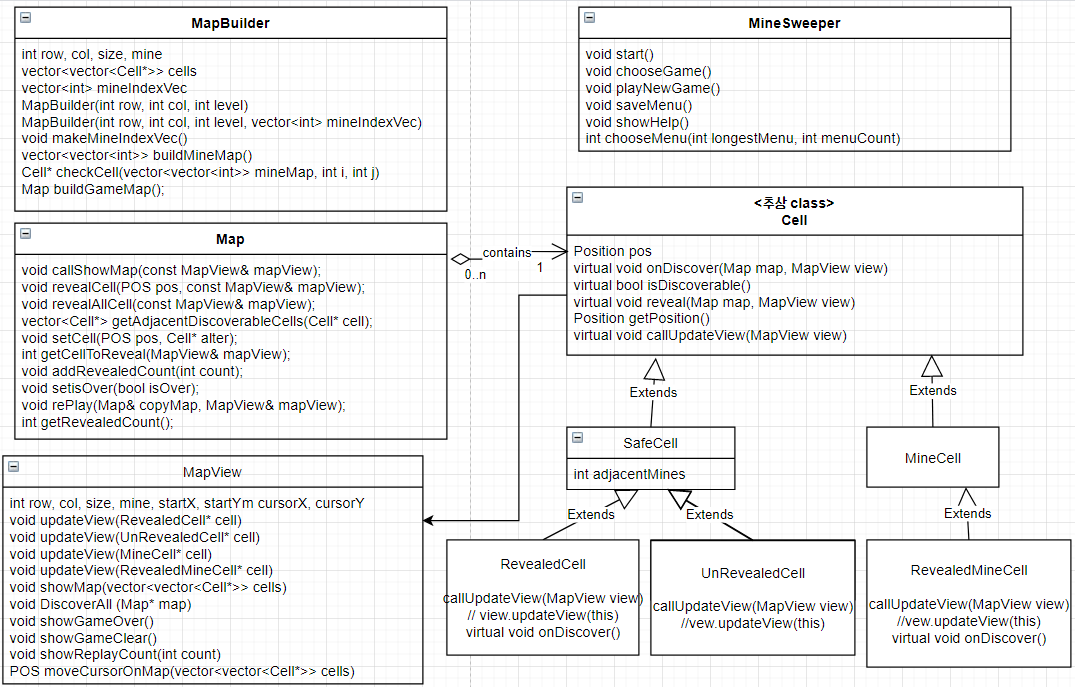 MapBuilder
int row, col, size, mine
vector<vector<Cell*>> cells
vector<int> mineIndexVec
MapBuilder(int row, int col, int level)
MapBuilder(int row, int col, int level, vector<int> mineIndexVec)
void makeMineIndexVec()
vector<vector<int>> buildMineMap()
Cell* checkCell(vector<vector<int>> mineMap, int i, int j)
Map buildGameMap();
MineSweeper
void start()
void chooseGame()
void playNewGame()
void saveMenu()
void showHelp()
int chooseMenu(int longestMenu, int menuCount)
Map
void callShowMap(const MapView& mapView);
void revealCell(POS pos, const MapView& mapView);
void revealAllCell(const MapView& mapView);
vector<Cell*> getAdjacentDiscoverableCells(Cell* cell);
void setCell(POS pos, Cell* alter);
int getCellToReveal(MapView& mapView);
void addRevealedCount(int count);
void setisOver(bool isOver);
void rePlay(Map& copyMap, MapView& mapView);
int getRevealedCount();
contains
0..n
1
<추상 class>
Cell
Position pos
virtual void onDiscover(Map map, MapView view)
virtual bool isDiscoverable()
virtual void reveal(Map map, MapView view)
Position getPosition()
virtual void callUpdateView(MapView view)
Extends
Extends
SafeCell
int adjacentMines
MineCell
MapView
int row, col, size, mine, startX, startYm cursorX, cursorY
void updateView(RevealedCell* cell)
void updateView(UnRevealedCell* cell)
void updateView(MineCell* cell)
void updateView(RevealedMineCell* cell)
void showMap(vector<vector<Cell*>> cells)
void DiscoverAll (Map* map)
void showGameOver()
void showGameClear()
void showReplayCount(int count)
POS moveCursorOnMap(vector<vector<Cell*>> cells)
Extends
Extends
Extends
RevealedCell
callUpdateView(MapView view)
// view.updateView(this)
virtual void onDiscover()
UnRevealedCell
callUpdateView(MapView view)
//vew.updateView(this)
RevealedMineCell
callUpdateView(MapView view)
//vew.updateView(this)
virtual void onDiscover()